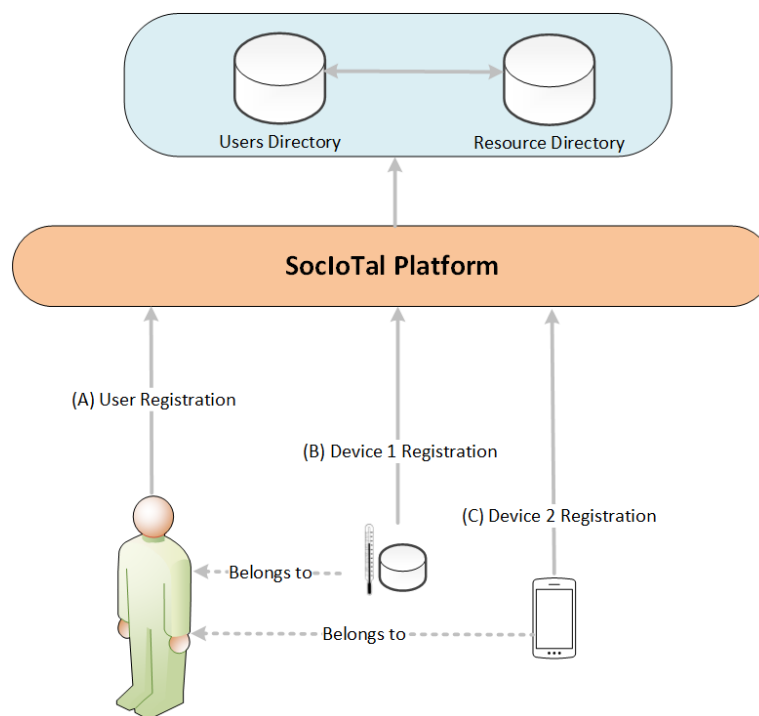 Users Directory
Resource Directory
SocIoTal Platform
(A) User Registration
(B) Device 1 Registration
(C) Device 2 Registration
Belongs to
Belongs to